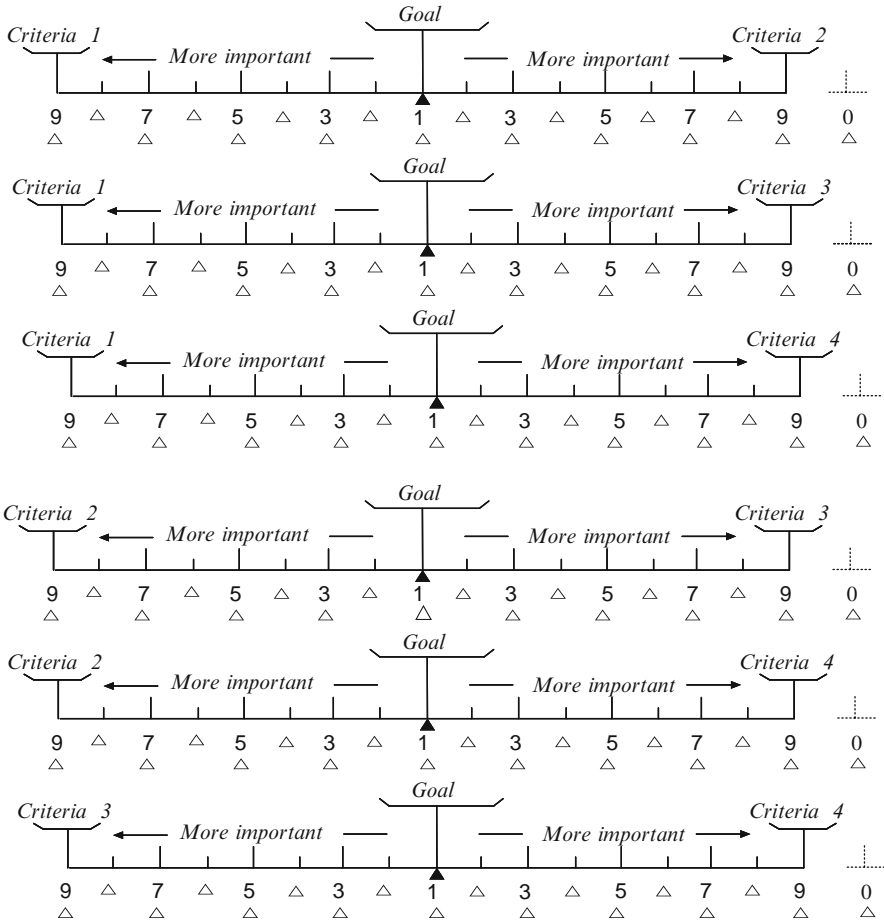 Goal
Criteria 1 More important More important Criteria 2
9 7 5 3 1 3 5 7 9 0
Goal
Criteria 1 More important More important Criteria 3
9 7 5 3 1 3 5 7 9 0
Goal
Criteria 1 More important More important Criteria 4
9 7 5 3 1 3 5 7 9 0
Goal
Criteria 2 More important More important Criteria 3
9 7 5 3 1 3 5 7 9 0
Goal
Criteria 2 More important More important Criteria 4
9 7 5 3 1 3 5 7 9 0
Goal
Criteria 3 More important More important Criteria 4
9 7 5 3 1 3 5 7 9 0